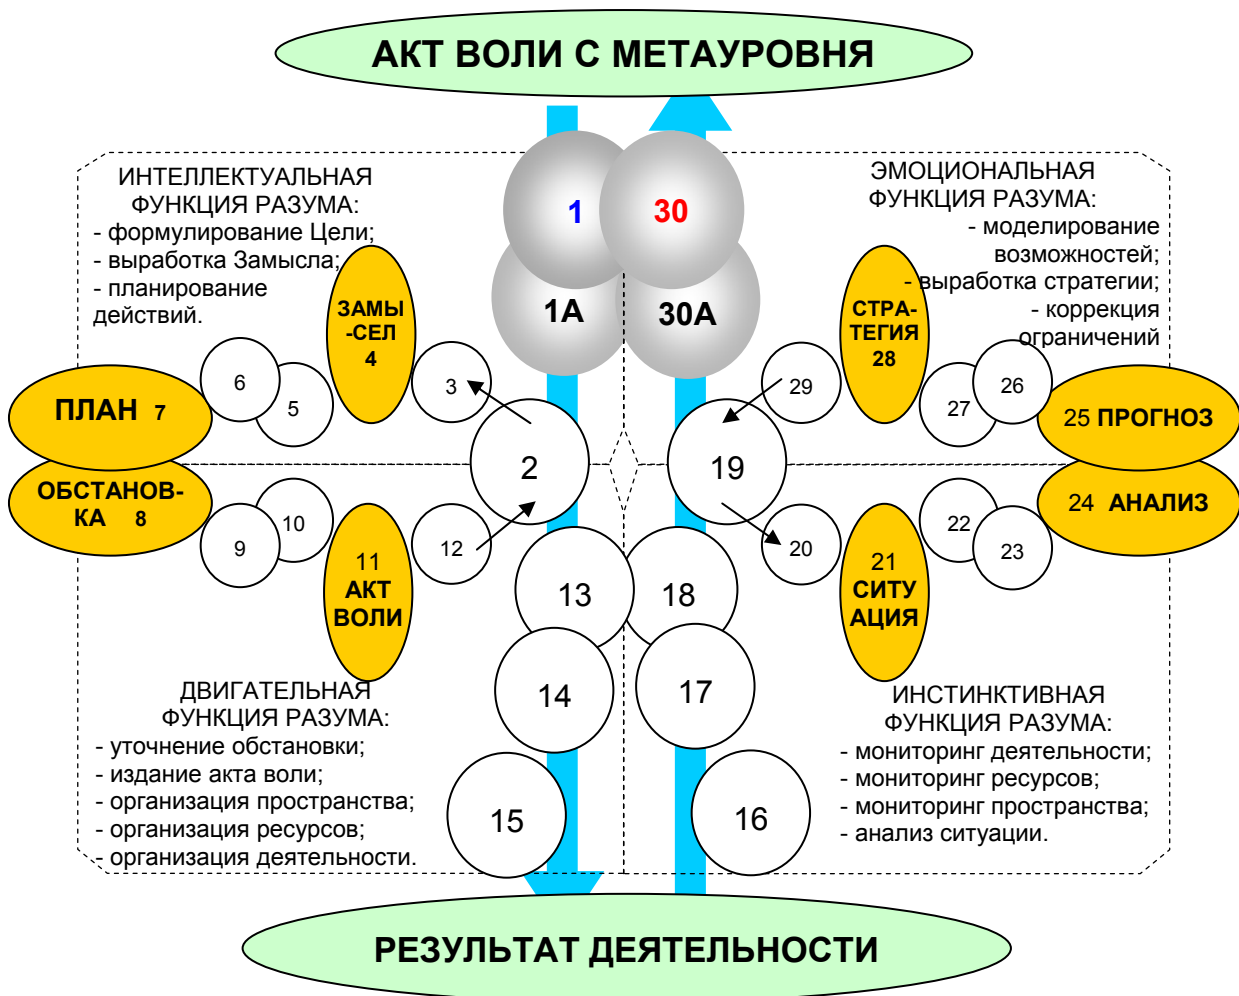 АКТ ВОЛИ С МЕТАУРОВНЯ
ИНТЕЛЛЕКТУАЛЬНАЯ
ФУНКЦИЯ РАЗУМА:
- формулирование Цели;
- выработка Замысла;
- планирование
действий.
ЭМОЦИОНАЛЬНАЯ
ФУНКЦИЯ РАЗУМА:
- моделирование
возможностей;
- выработка стратегии;
- коррекция
ограничений
1
30
1А
30А
ЗАМЫ
-СЕЛ
4
СТРА-
ТЕГИЯ
28
6
5
3
29
27
26
ПЛАН 7
25 ПРОГНОЗ
2
19
ОБСТАНОВ-
КА 8
24 АНАЛИЗ
9
10
11
АКТ
ВОЛИ
12
20
21
СИТУ
АЦИЯ
22
23
13
18
14
17
15
16
ДВИГАТЕЛЬНАЯ
ФУНКЦИЯ РАЗУМА:
- уточнение обстановки;
- издание акта воли;
- организация пространства;
- организация ресурсов;
- организация деятельности.
ИНСТИНКТИВНАЯ
ФУНКЦИЯ РАЗУМА:
- мониторинг деятельности;
- мониторинг ресурсов;
- мониторинг пространства;
- анализ ситуации.
РЕЗУЛЬТАТ ДЕЯТЕЛЬНОСТИ